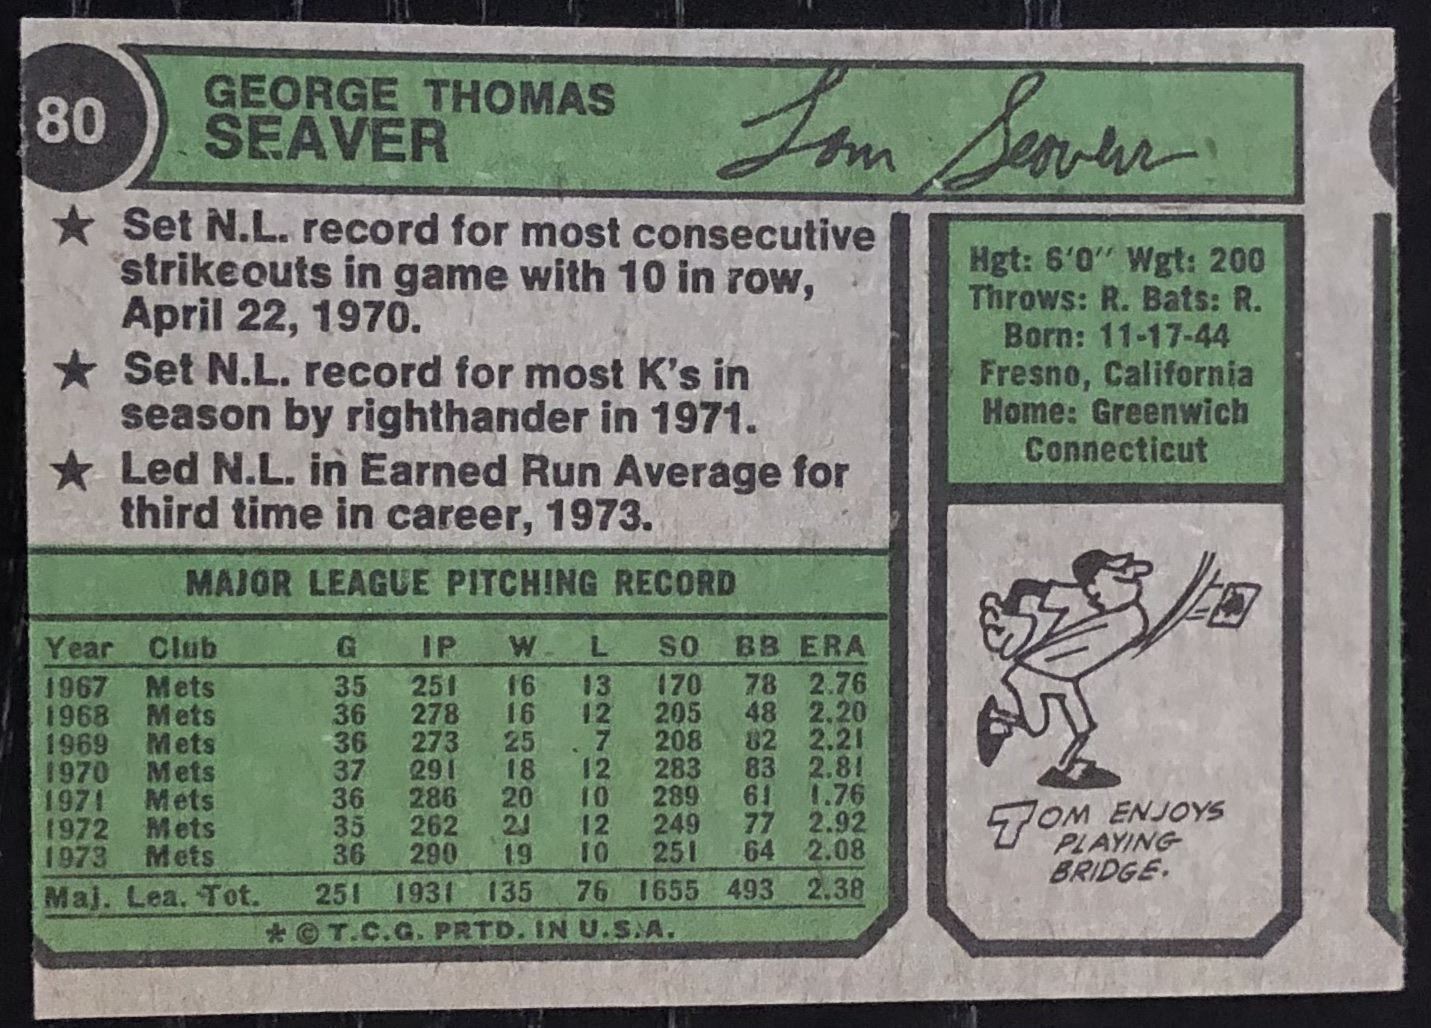 80
GEORGE THOMAS
SEAVER
Tom Seaver
★ Set N.L. record for most consecutive
strikeouts in game with 10 in row,
April 22, 1970.
★ Set N.L. record for most K's in
season by righthander in 1971.
★ Led N.L. in Earned Run Average for
third time in career, 1973.
MAJOR LEAGUE PITCHING RECORD
Year Club G IP W L SO BB ERA
1967 Mets 35 251 16 13 170 78 2.76
1968 Mets 36 278 16 12 205 48 2.20
1969 Mets 36 273 25 7 208 82 2.21
1970 Mets 37 291 18 12 283 83 2.81
1971 Mets 36 286 20 10 289 61 1.76
1972 Mets 35 262 21 12 249 77 2.92
1973 Mets 36 290 19 10 251 64 2.08
Maj. Lea. Tot. 251 1931 135 76 1655 493 2.38
* © T.C.G. PRTD. IN U.S.A.
Hgt: 6'0" Wgt: 200
Throws: R. Bats: R.
Born: 11-17-44
Fresno, California
Home: Greenwich
Connecticut
TOM ENJOYS
PLAYING
BRIDGE.